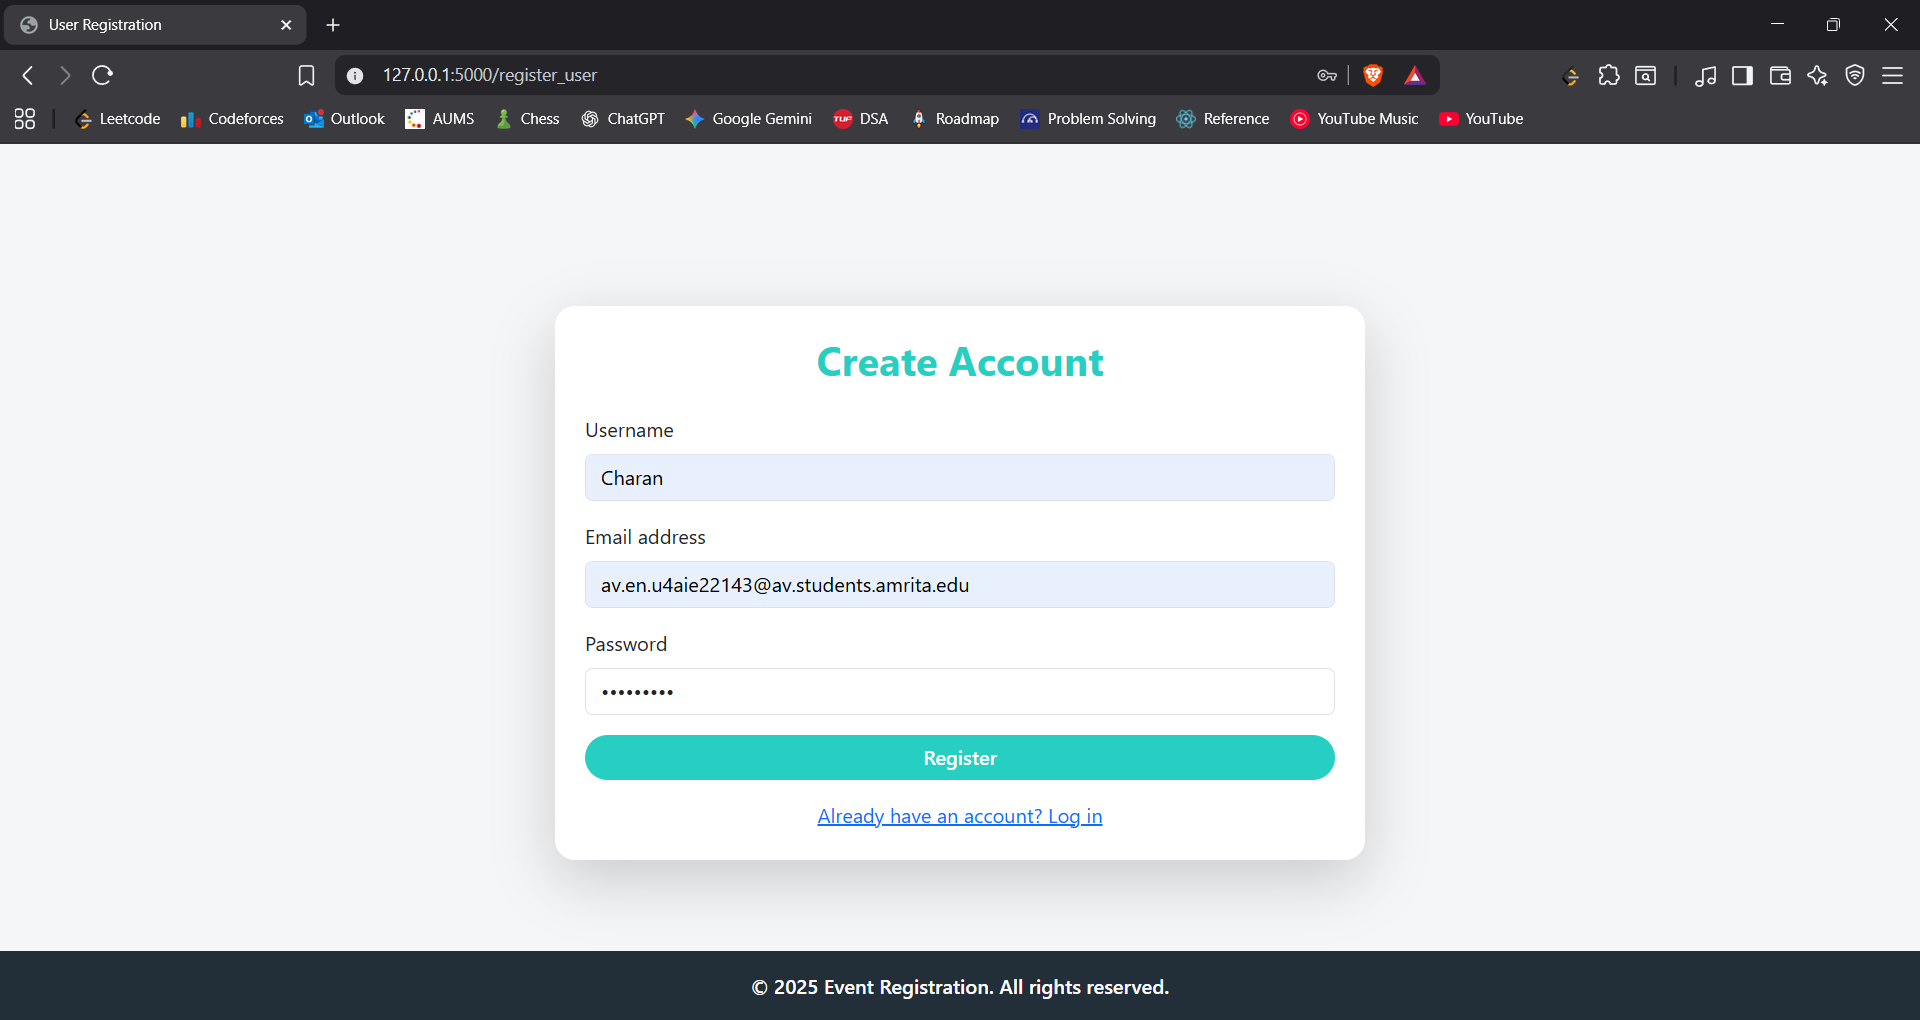 User Registration
127.0.0.1:5000/register_user
Leetcode Codeforces Outlook AUMS Chess ChatGPT Google Gemini TUF DSA Roadmap Problem Solving Reference YouTube Music YouTube
Create Account
Username
Charan
Email address
av.en.u4aie22143@av.students.amrita.edu
Password
•••••••••
Register
Already have an account? Log in
© 2025 Event Registration. All rights reserved.